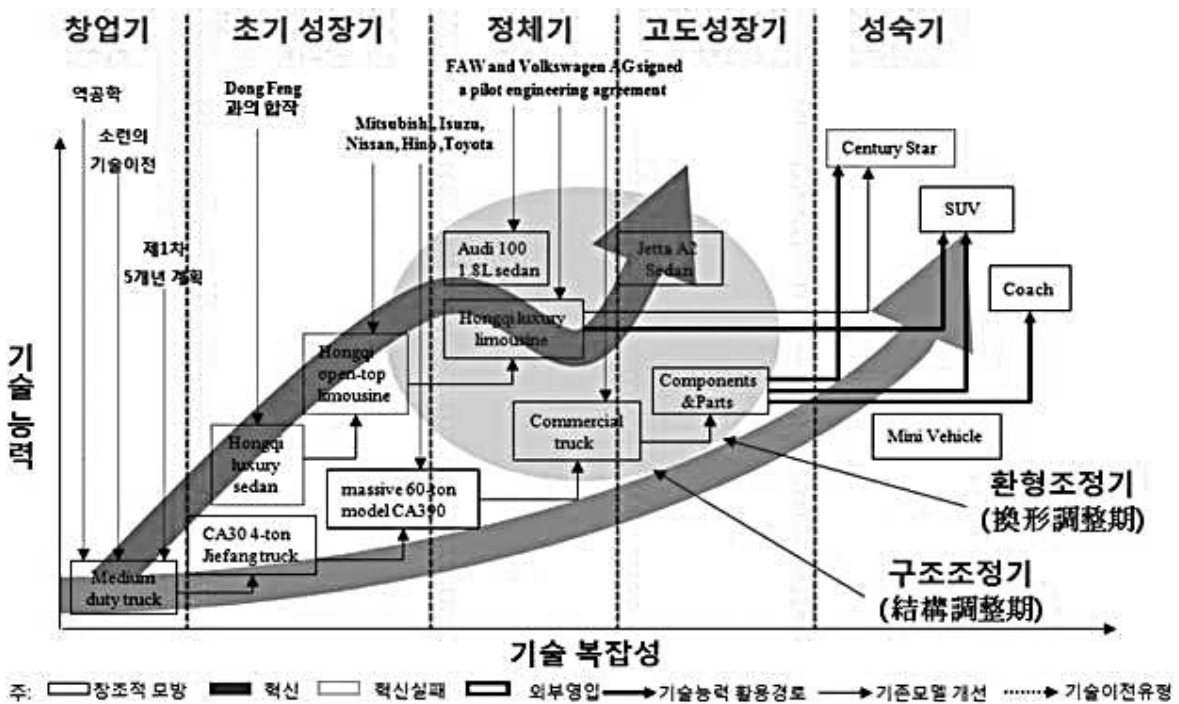 창업기
초기 성장기
정체기
고도성장기
성숙기
역공학
소련의
기술이전
제1차
5개년 계획
Dong Feng
과의 합작
Mitsubishi, Isuzu,
Nissan, Hino ,Toyota
FAW and Volkswagen AG signed
a pilot engineering agreement
Century Star
SUV
Coach
Audi 100
1.8L sedan
Jetta A2
Sedan
Hongqi luxury
limousine
Hongqi
open-top
limousine
Components
&Parts
Commercial
truck
Mini Vehicle
Hongqi
luxury
sedan
massive 60-ton
model CA390
CA30 4-ton
Jiefang truck
Medium
duty truck
환형조정기
(換形調整期)
구조조정기
(結構調整期)
기술 능력
기술 복잡성
주: 창조적 모방 혁신 혁신실패 외부영입 기술능력 활용경로 기존모델 개선 기술이전유형